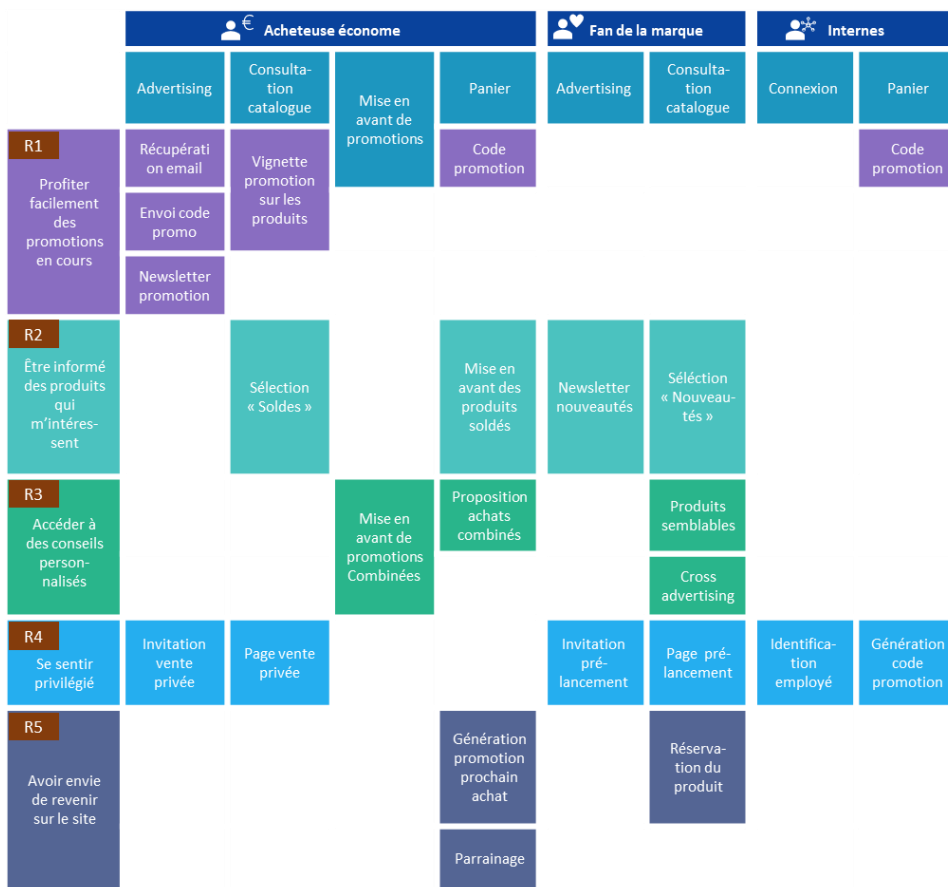 € Acheteuse économe
Fan de la marque
Internes
Advertising
Consulta-
tion
catalogue
Mise en
avant de
promotions
Panier
Advertising
Consulta-
tion
catalogue
Connexion
Panier
R1
Profiter
facilement
des
promotions
en cours
Récupérati
on email
Envoi code
promo
Newsletter
promotion
Vignette
promotion
sur les
produits
Code
promotion
Code
promotion
R2
Être informé
des produits
qui
m’intéres-
sent
Sélection
« Soldes »
Mise en
avant des
produits
soldés
Newsletter
nouveautés
Séléction
« Nouveau-
tés »
R3
Accéder à
des conseils
person-
nalisés
Mise en
avant de
promotions
Combinées
Proposition
achats
combinés
Produits
semblables
Cross
advertising
R4
Se sentir
privilégié
Invitation
vente
privée
Page vente
privée
Invitation
pré-
lancement
Page pré-
lancement
Identifica-
tion
employé
Génération
code
promotion
R5
Avoir envie
de revenir
sur le site
Génération
promotion
prochain
achat
Parrainage
Réserva-
tion du
produit